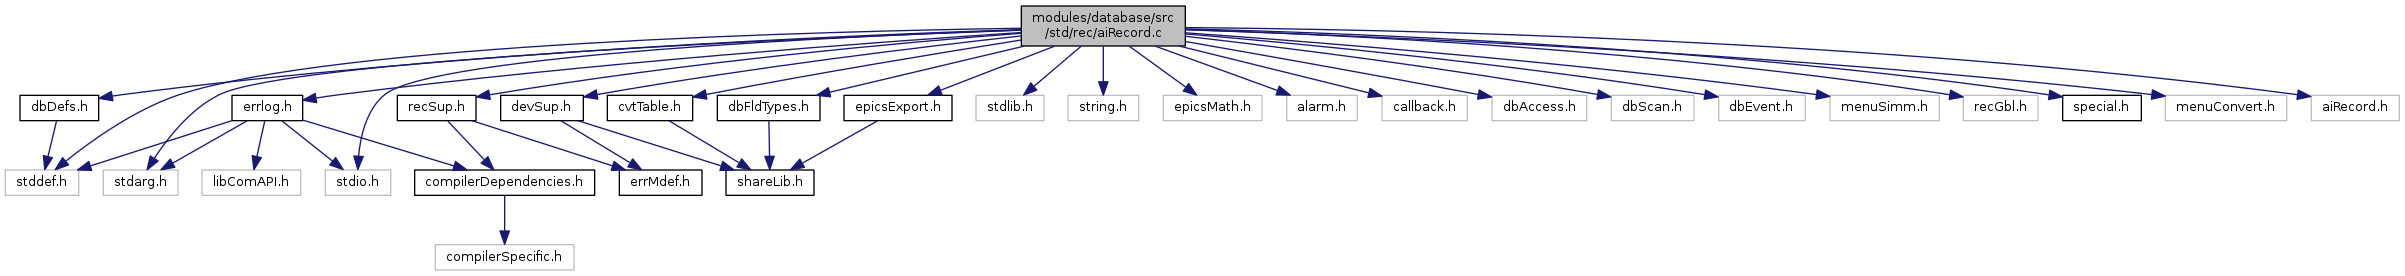 modules/database/src
/std/rec/aiRecord.c
dbDefs.h
errlog.h
recSup.h
devSup.h
cvtTable.h
dbFldTypes.h
epicsExport.h
stdlib.h
string.h
epicsMath.h
alarm.h
callback.h
dbAccess.h
dbScan.h
dbEvent.h
menuSimm.h
recGbl.h
special.h
menuConvert.h
aiRecord.h
stddef.h
stdarg.h
libComAPI.h
stdio.h
compilerDependencies.h
errMdef.h
shareLib.h
compilerSpecific.h